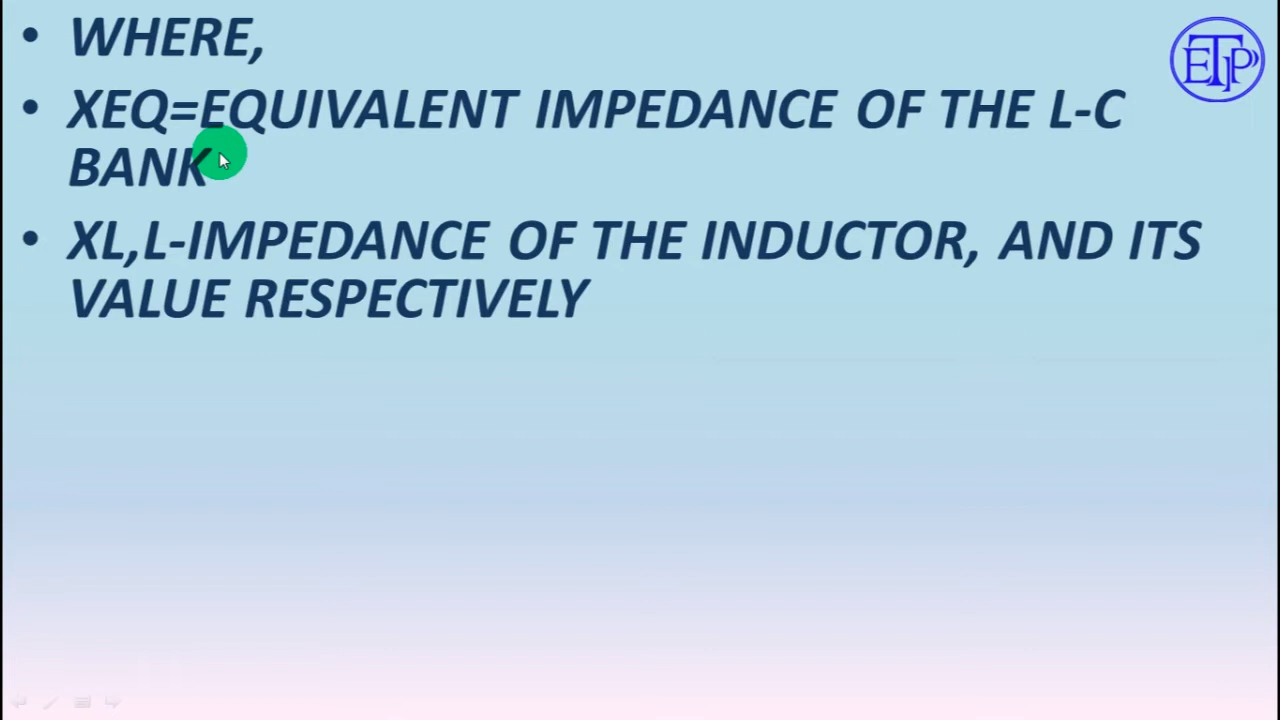 • WHERE,
• XEQ=EQUIVALENT IMPEDANCE OF THE L-C
BANK
• XL,L-IMPEDANCE OF THE INDUCTOR, AND ITS
VALUE RESPECTIVELY
ETP